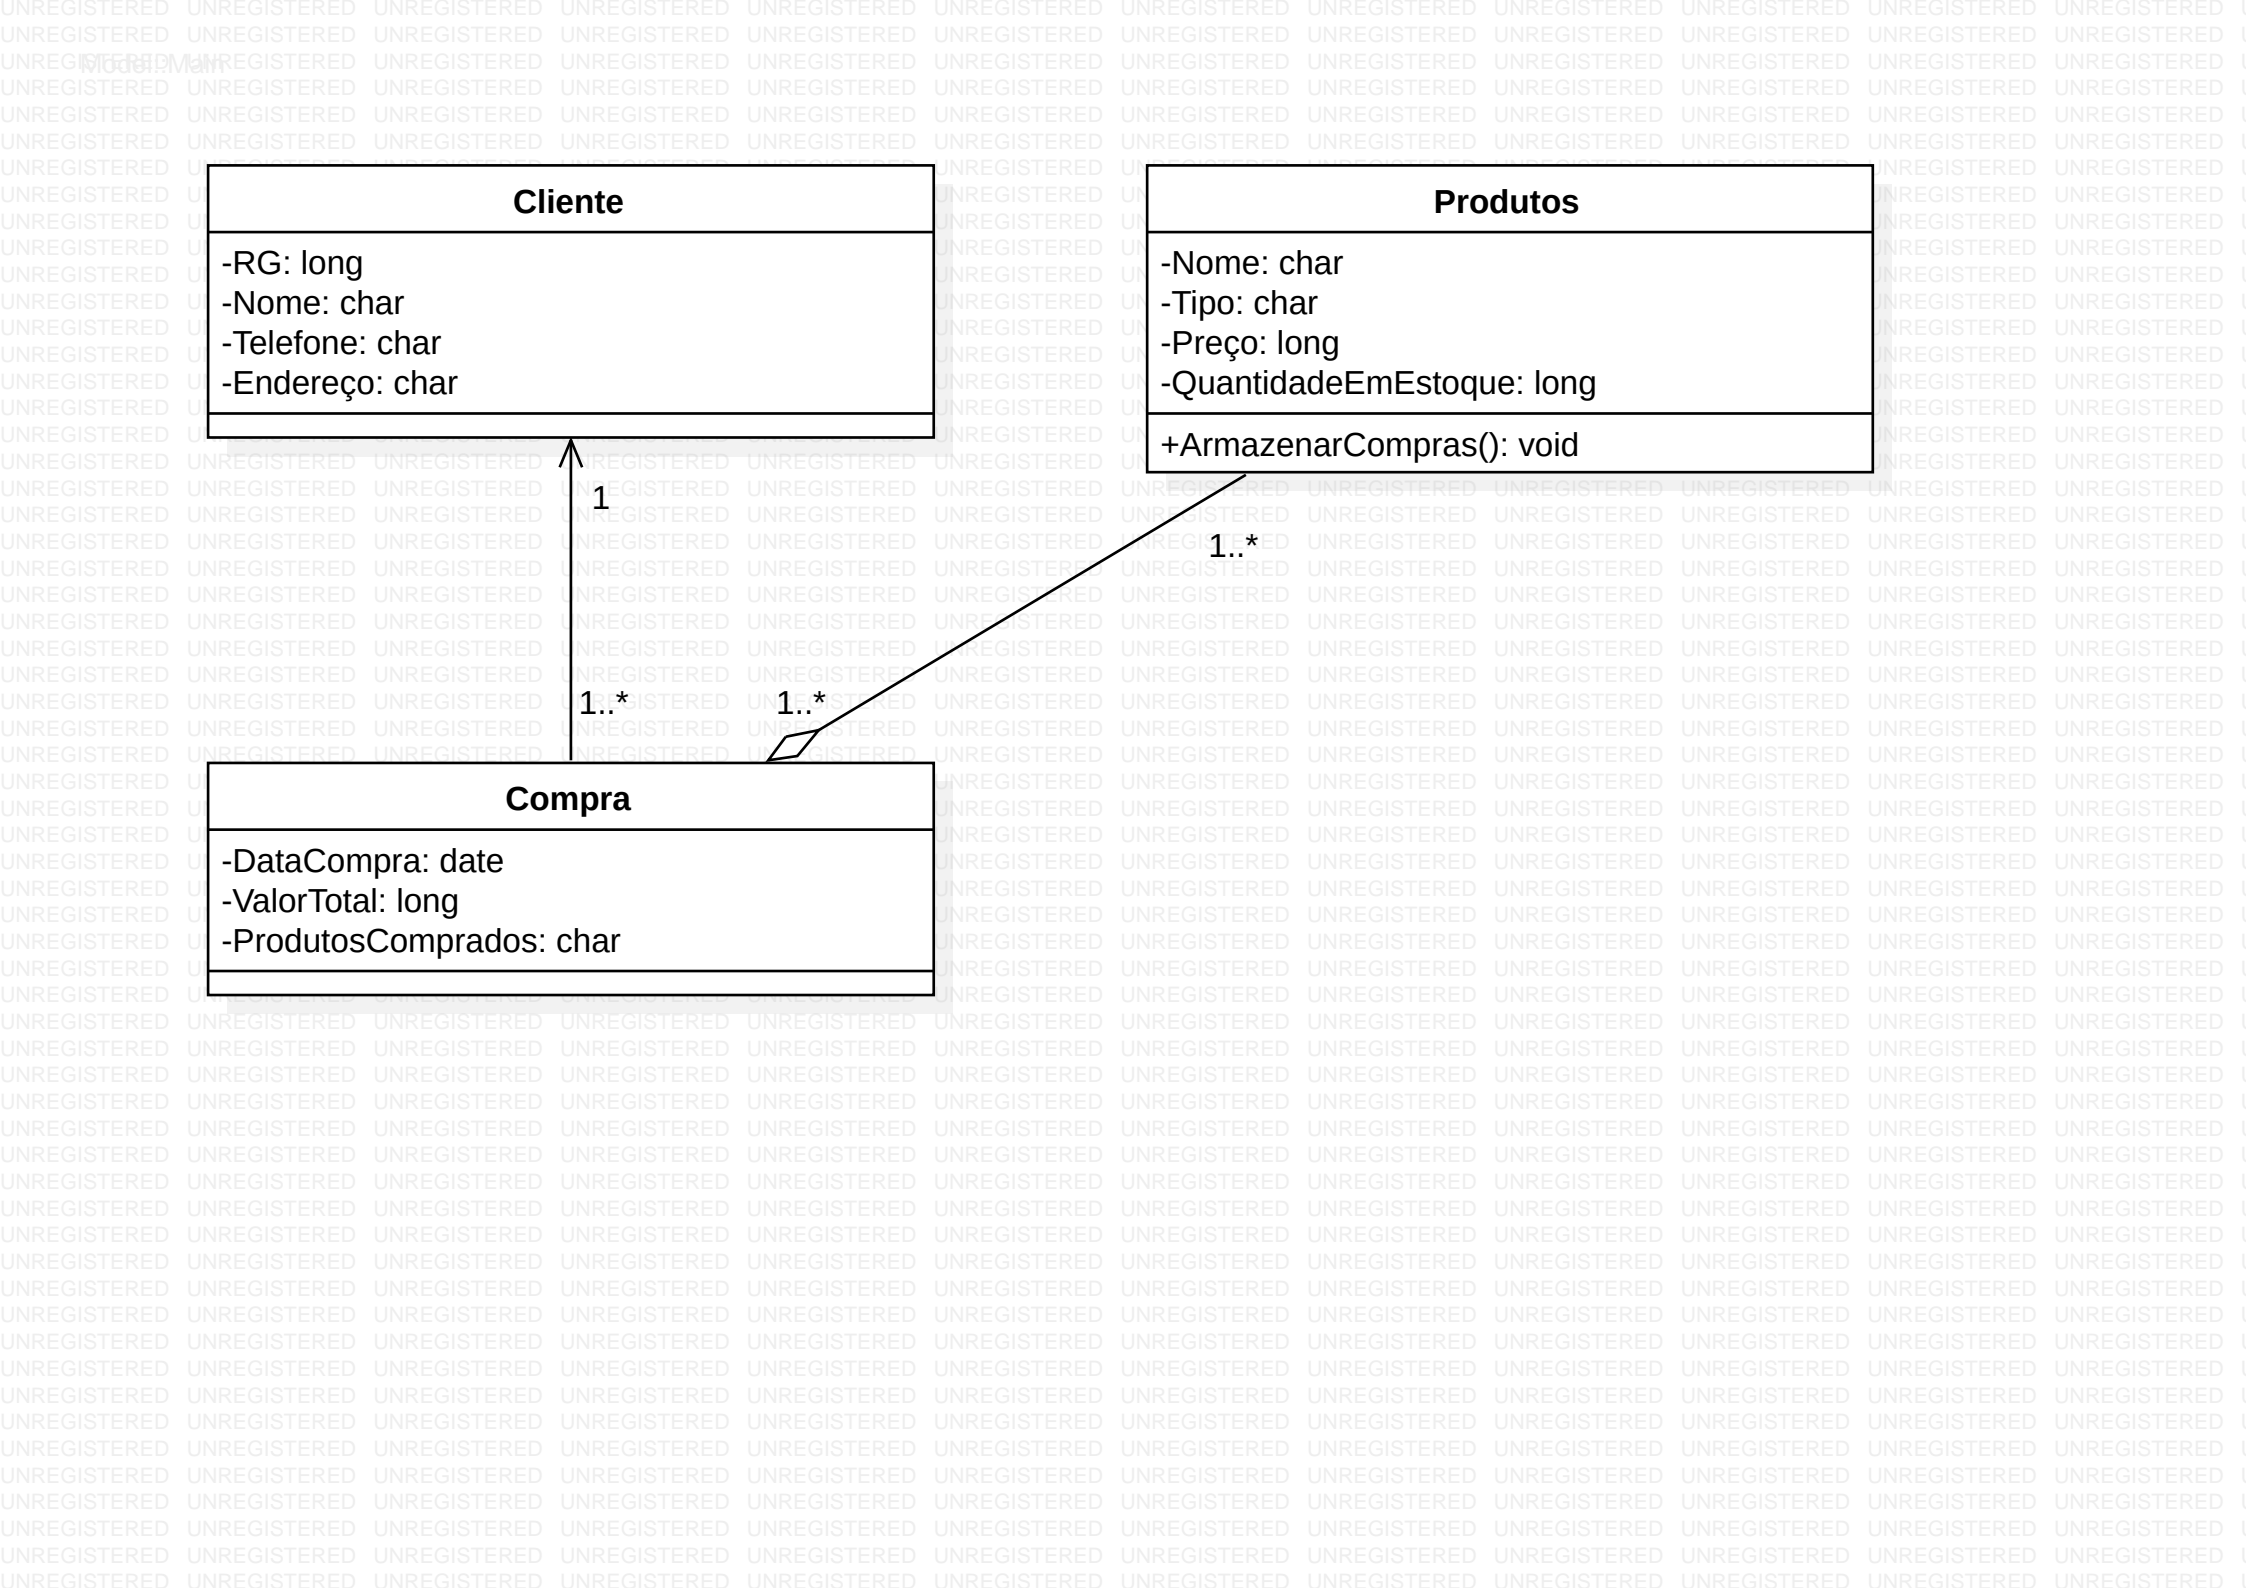 Model::Main
Cliente
-RG: long
-Nome: char
-Telefone: char
-Endereço: char
Produtos
-Nome: char
-Tipo: char
-Preço: long
-QuantidadeEmEstoque: long
+ArmazenarCompras(): void
1
1..*
1..*
1..*
Compra
-DataCompra: date
-ValorTotal: long
-ProdutosComprados: char
UNREGISTERED